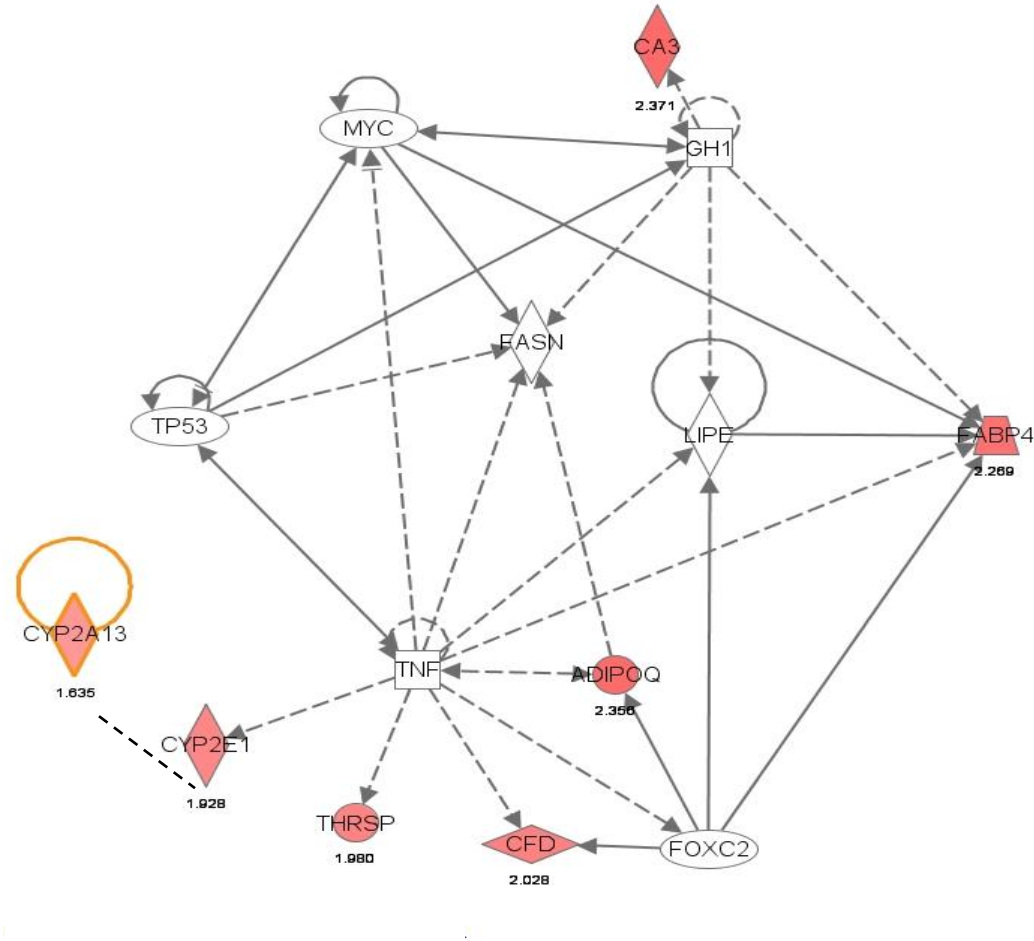 CA3
2.371
MYC
GH1
FASN
TP53
LIPE
FABP4
2.269
CYP2A13
1.635
TNF
ADIPOQ
2.356
CYP2E1
1.928
THRSP
1.980
CFD
2.028
FOXC2